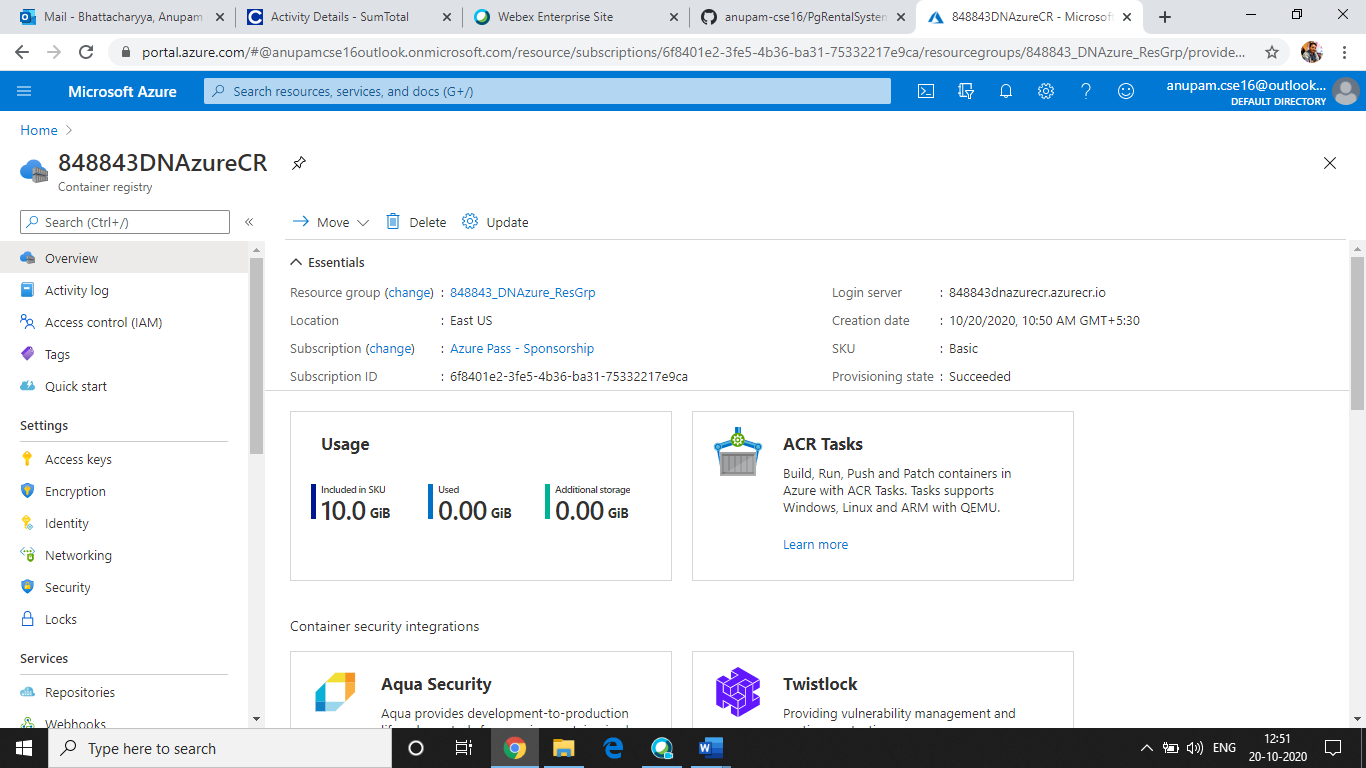 Mail - Bhattacharyya, Anupam
Activity Details - SumTotal
Webex Enterprise Site
anupam-cse16/PgRentalSystem
848843DNAzureCR - Microsoft
portal.azure.com/#@anupamcse16outlook.onmicrosoft.com/resource/subscriptions/6f8401e2-3fe5-4b36-ba31-75332217e9ca/resourcegroups/848843_DNAzure_ResGrp/provide...
Microsoft Azure
Search resources, services, and docs (G+/)
anupam.cse16@outlook...
DEFAULT DIRECTORY
Home
848843DNAzureCR
Container registry
Search (Ctrl+/)
«
Move
Delete
Update
Overview
Activity log
Access control (IAM)
Tags
Quick start
Settings
Access keys
Encryption
Identity
Networking
Security
Locks
Services
Repositories
Webhooks
Essentials
Resource group (change) : 848843_DNAzure_ResGrp
Location : East US
Subscription (change) : Azure Pass - Sponsorship
Subscription ID : 6f8401e2-3fe5-4b36-ba31-75332217e9ca
Login server : 848843dnazurecr.azurecr.io
Creation date : 10/20/2020, 10:50 AM GMT+5:30
SKU : Basic
Provisioning state : Succeeded
Usage
Included in SKU
10.0 GiB
Used
0.00 GiB
Additional storage
0.00 GiB
ACR Tasks
Build, Run, Push and Patch containers in
Azure with ACR Tasks. Tasks supports
Windows, Linux and ARM with QEMU.
Learn more
Container security integrations
Aqua Security
Aqua provides development-to-production
Twistlock
Providing vulnerability management and
Type here to search
ENG
12:51
20-10-2020